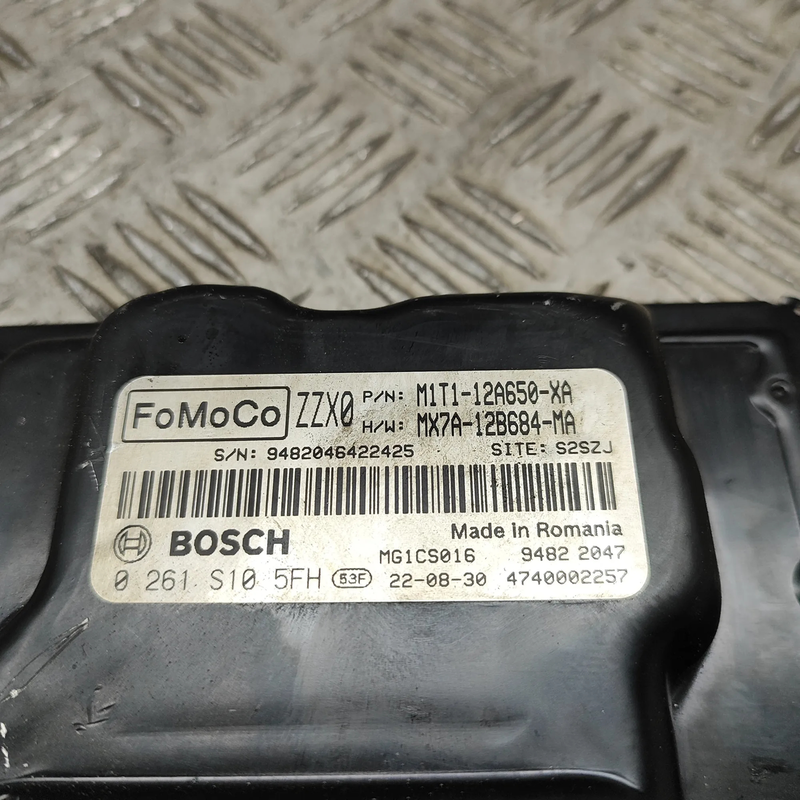 FoMoCo ZZX0 P/N: M1T1-12A650-XA
H/W: MX7A-12B684-MA
S/N: 9482046422425 SITE: S2SZJ
BOSCH Made in Romania
MG1CS016 9482 2047
0 261 S10 5FH 53F 22-08-30 4740002257